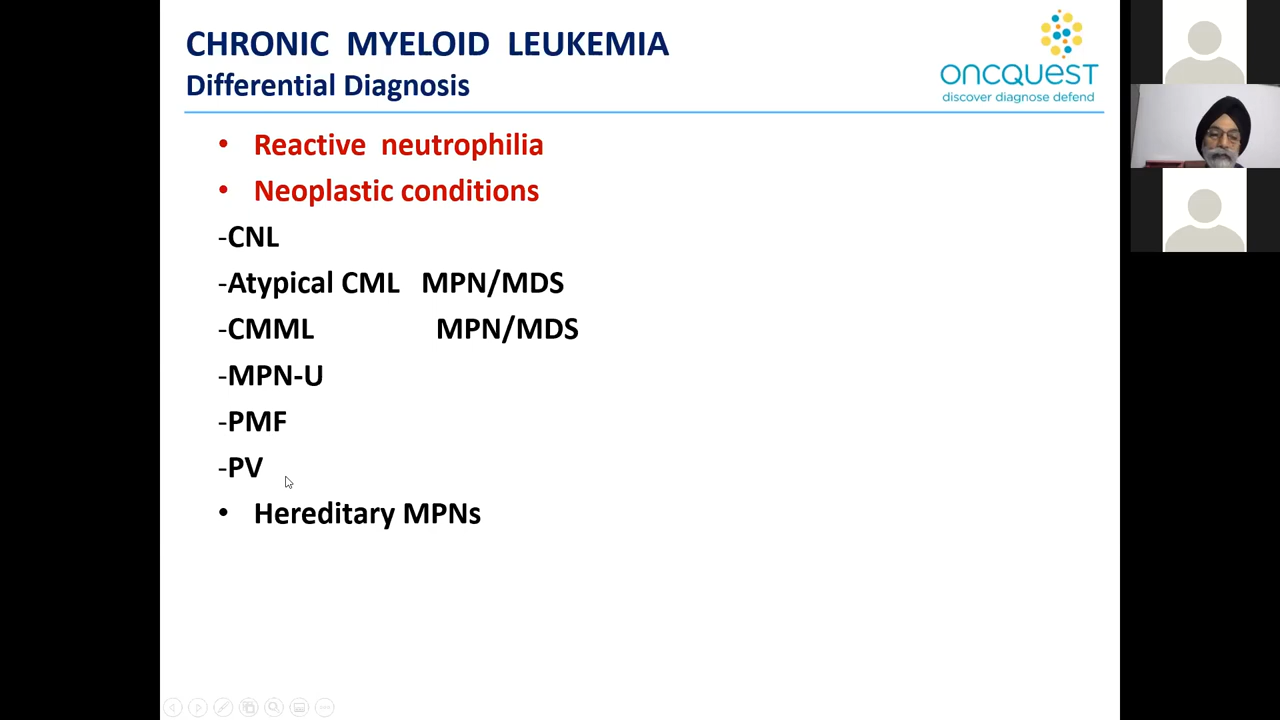 CHRONIC MYELOID LEUKEMIA
Differential Diagnosis
oncquest
discover diagnose defend
• Reactive neutrophilia
• Neoplastic conditions
-CNL
-Atypical CML MPN/MDS
-CMML MPN/MDS
-MPN-U
-PMF
-PV
• Hereditary MPNs